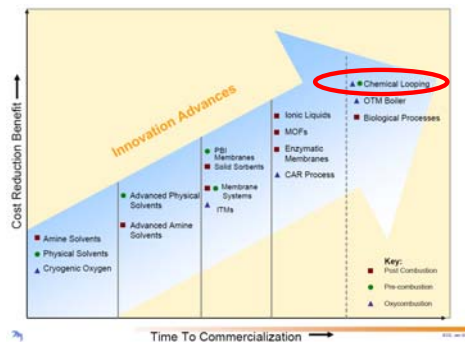 Cost Reduction Benefit
Innovation Advances
Amine Solvents
Physical Solvents
Cryogenic Oxygen
Advanced Physical
Solvents
Advanced Amine
Solvents
PBI
Membranes
Solid Sorbents
Membrane
Systems
ITMs
Ionic Liquids
MOFs
Enzymatic
Membranes
CAR Process
Chemical Looping
OTM Boiler
Biological Processes
Key:
Post Combustion
Pre-combustion
Oxycombustion
Time To Commercialization